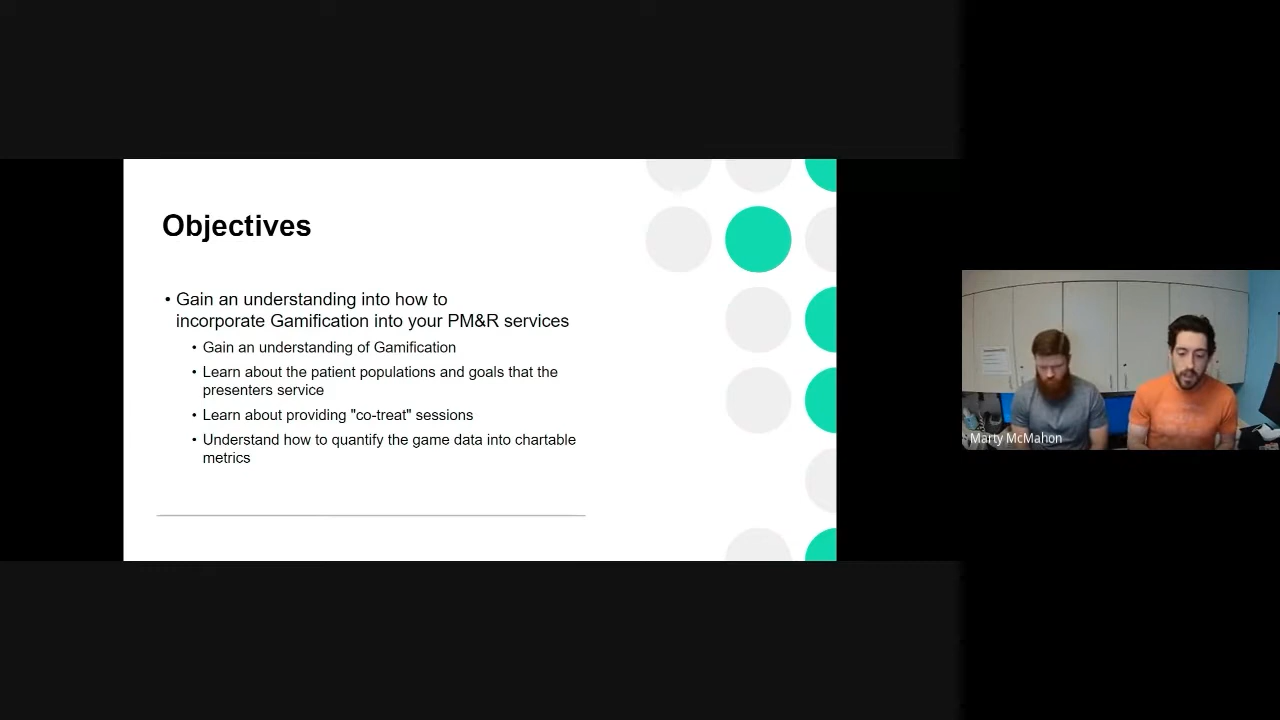 Objectives
• Gain an understanding into how to
incorporate Gamification into your PM&R services
• Gain an understanding of Gamification
• Learn about the patient populations and goals that the
presenters service
• Learn about providing "co-treat" sessions
• Understand how to quantify the game data into chartable
metrics
Marty McMahon